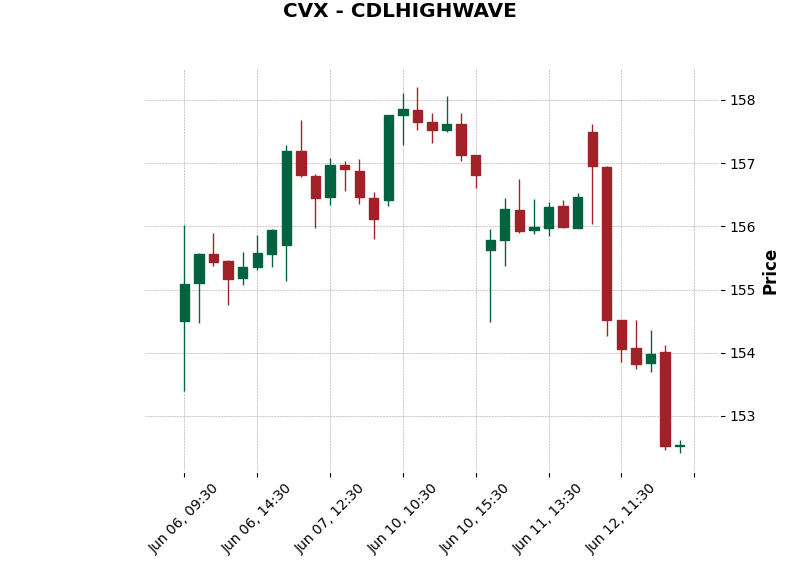 CVX - CDLHIGHWAVE
158
157
156
155
154
153
Price
Jun 06, 09:30
Jun 06, 14:30
Jun 07, 12:30
Jun 10, 10:30
Jun 10, 15:30
Jun 11, 13:30
Jun 12, 11:30